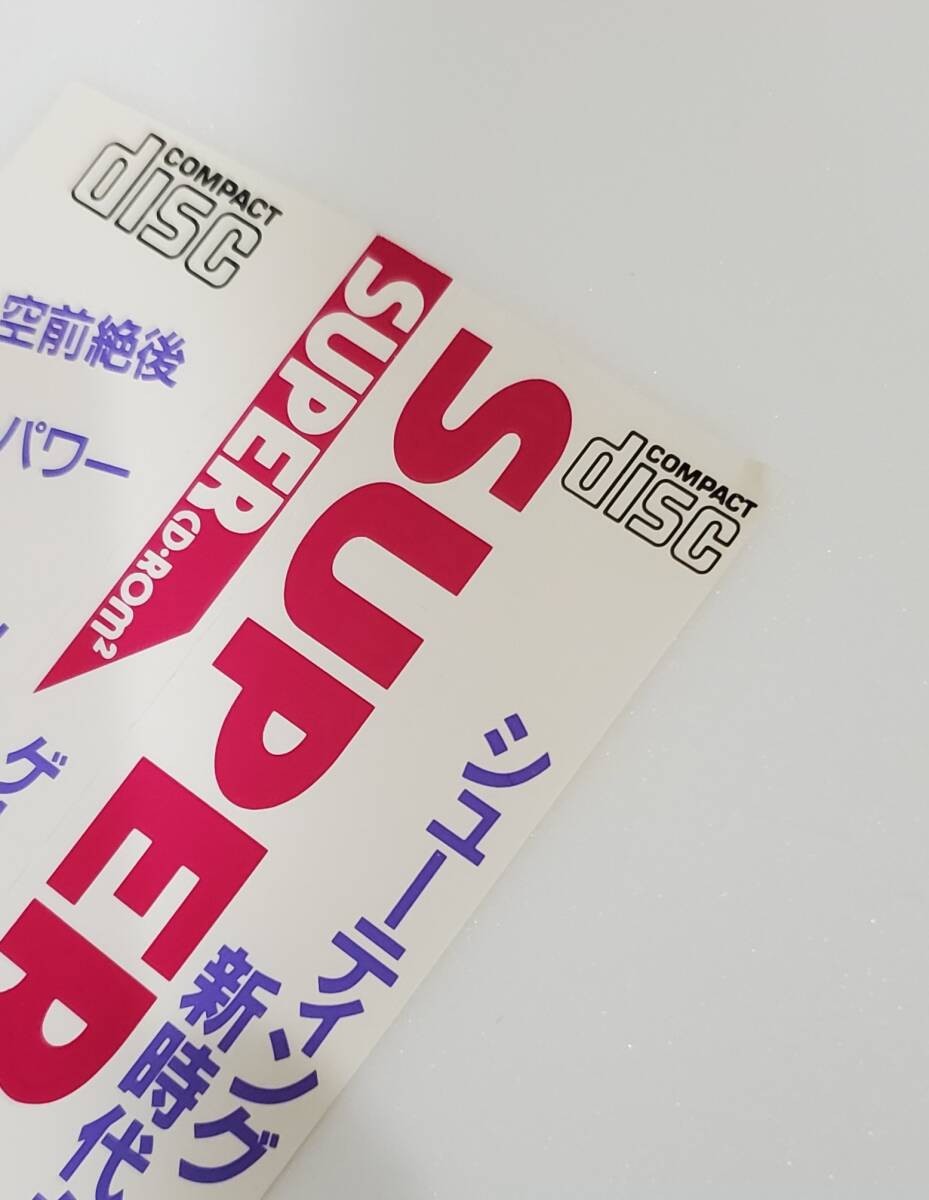 COMPACT
disc
空前絶後
パワー
SUPER
CD-ROM²
SUPER
COMPACT
disc
シューティング
新時代